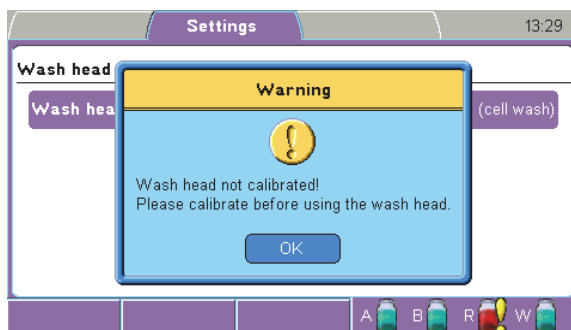 Settings
13:29
Wash head
Wash hea
(cell wash)
Warning
!
Wash head not calibrated!
Please calibrate before using the wash head.
OK
A B R ! W